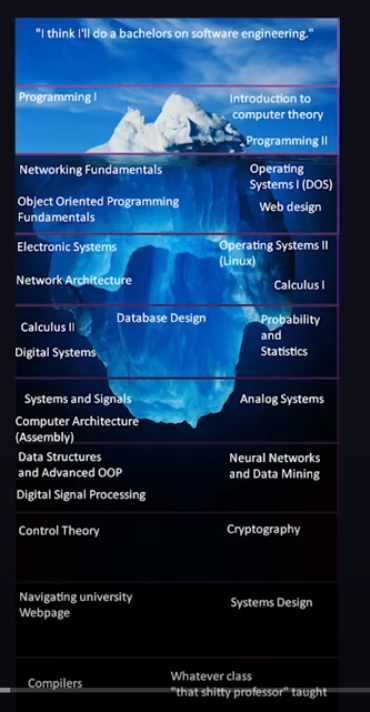 "I think I'll do a bachelors on software engineering."
Programming I
Introduction to
computer theory
Programming II
Networking Fundamentals
Operating
Systems I (DOS)
Object Oriented Programming
Fundamentals
Web design
Electronic Systems
Operating Systems II
(Linux)
Network Architecture
Calculus I
Database Design
Calculus II
Probability
and
Statistics
Digital Systems
Systems and Signals
Analog Systems
Computer Architecture
(Assembly)
Data Structures
and Advanced OOP
Neural Networks
and Data Mining
Digital Signal Processing
Control Theory
Cryptography
Navigating university
Webpage
Systems Design
Compilers
Whatever class
"that shitty professor" taught